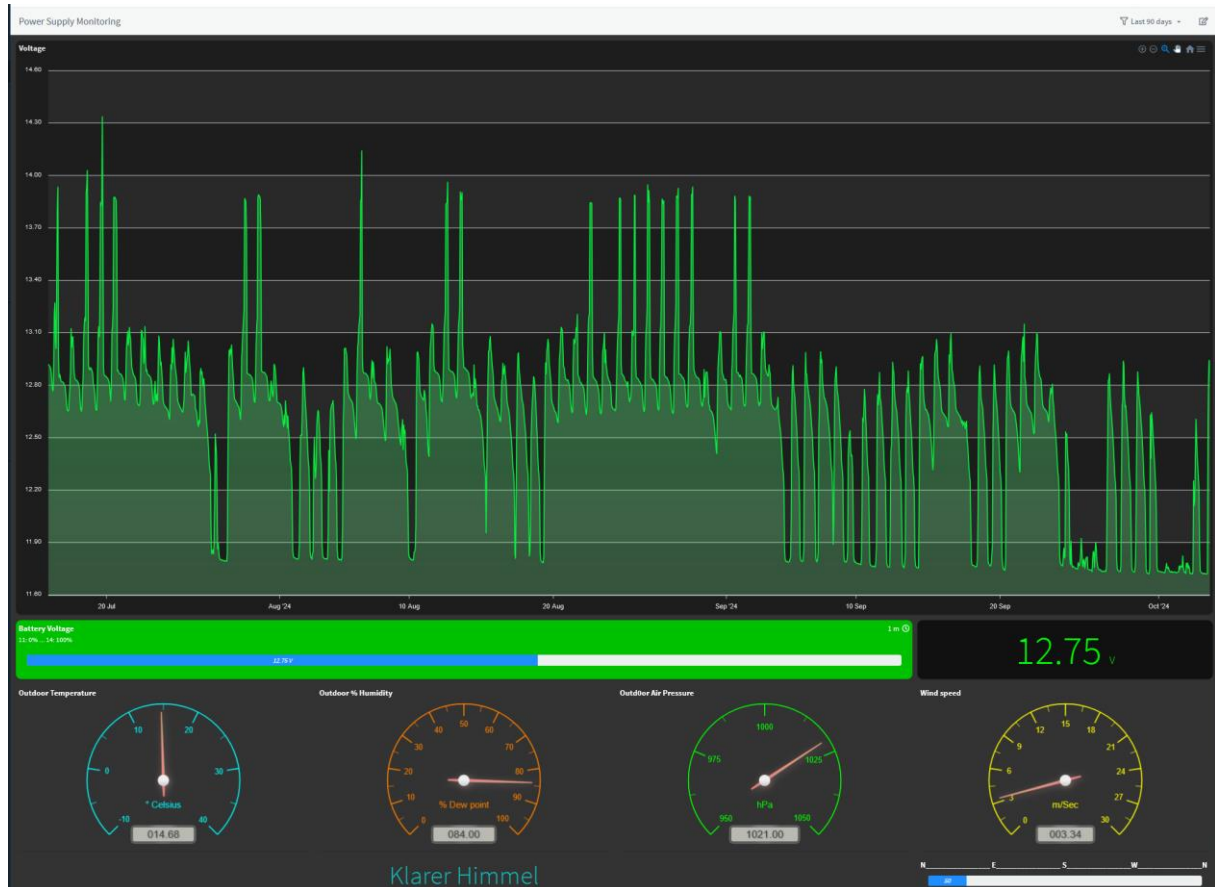 Power Supply Monitoring
Last 90 days
Voltage
14.60
14.30
14.00
13.70
13.40
13.10
12.80
12.50
12.20
11.90
11.60
20 Jul
Aug '24
10 Aug
20 Aug
Sep '24
10 Sep
20 Sep
Oct '24
Battery Voltage
1 m
11: 0% ... 14: 100%
12.75 V
12.75 V
Outdoor Temperature
-10
0
10
20
30
40
° Celsius
014.68
Outdoor % Humidity
0
10
20
30
40
50
60
70
80
90
100
% Dew point
084.00
Outd0or Air Pressure
950
975
1000
1025
1050
hPa
1021.00
Wind speed
0
3
6
9
12
15
18
21
24
27
30
m/Sec
003.34
Klarer Himmel
N__________E__________S__________W__________N
50